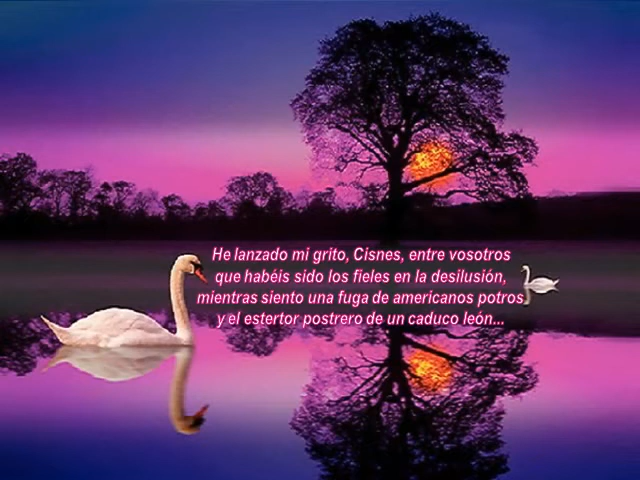 He lanzado mi grito, Cisnes, entre vosotros
que habéis sido los fieles en la desilusión,
mientras siento una fuga de americanos potros
y el estertor postrero de un caduco león...